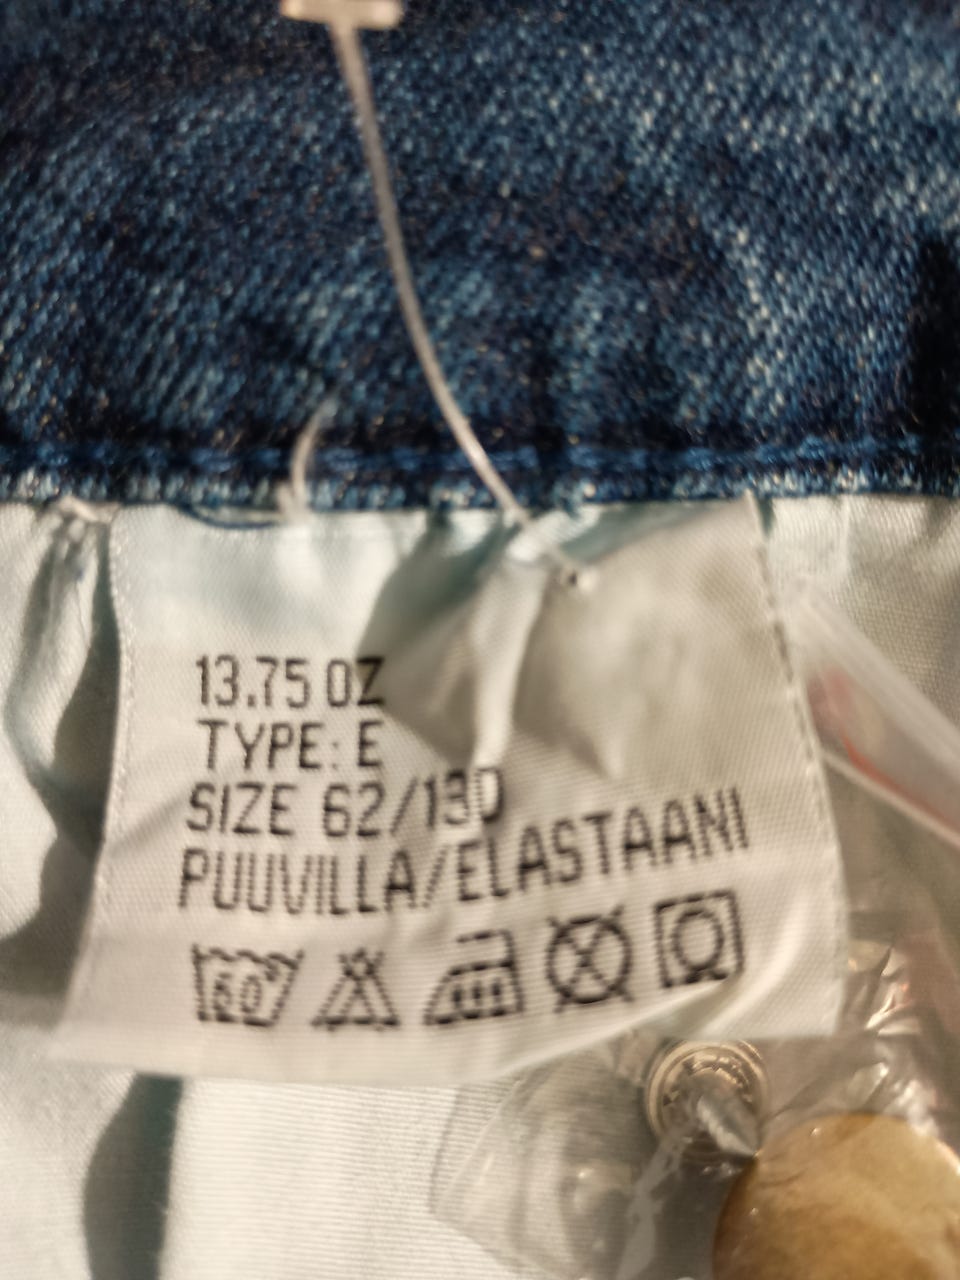 13.75 OZ
TYPE: E
SIZE 62/130
PUUVILLA/ELASTAANI
60°